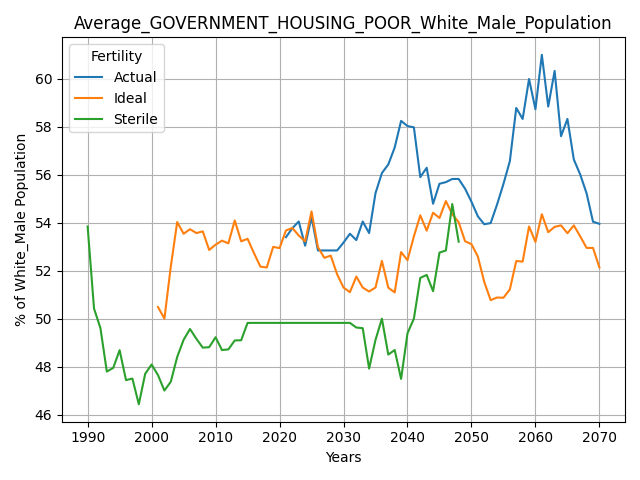 Average_GOVERNMENT_HOUSING_POOR_White_Male_Population
Fertility
Actual
Ideal
Sterile
% of White_Male Population
60
58
56
54
52
50
48
46
1990 2000 2010 2020 2030 2040 2050 2060 2070
Years